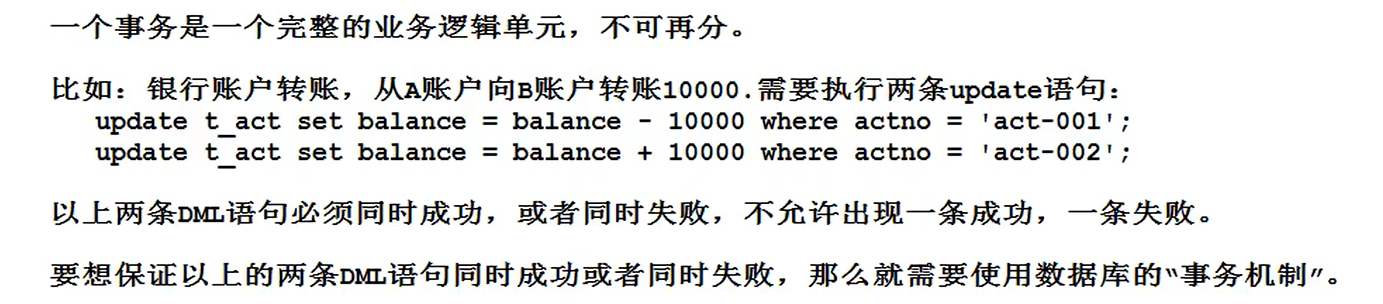 一个事务是一个完整的业务逻辑单元，不可再分。
比如：银行账户转账，从A账户向B账户转账10000.需要执行两条update语句：
update t_act set balance = balance - 10000 where actno = 'act-001';
update t_act set balance = balance + 10000 where actno = 'act-002';
以上两条DML语句必须同时成功，或者同时失败，不允许出现一条成功，一条失败。
要想保证以上的两条DML语句同时成功或者同时失败，那么就需要使用数据库的“事务机制”。